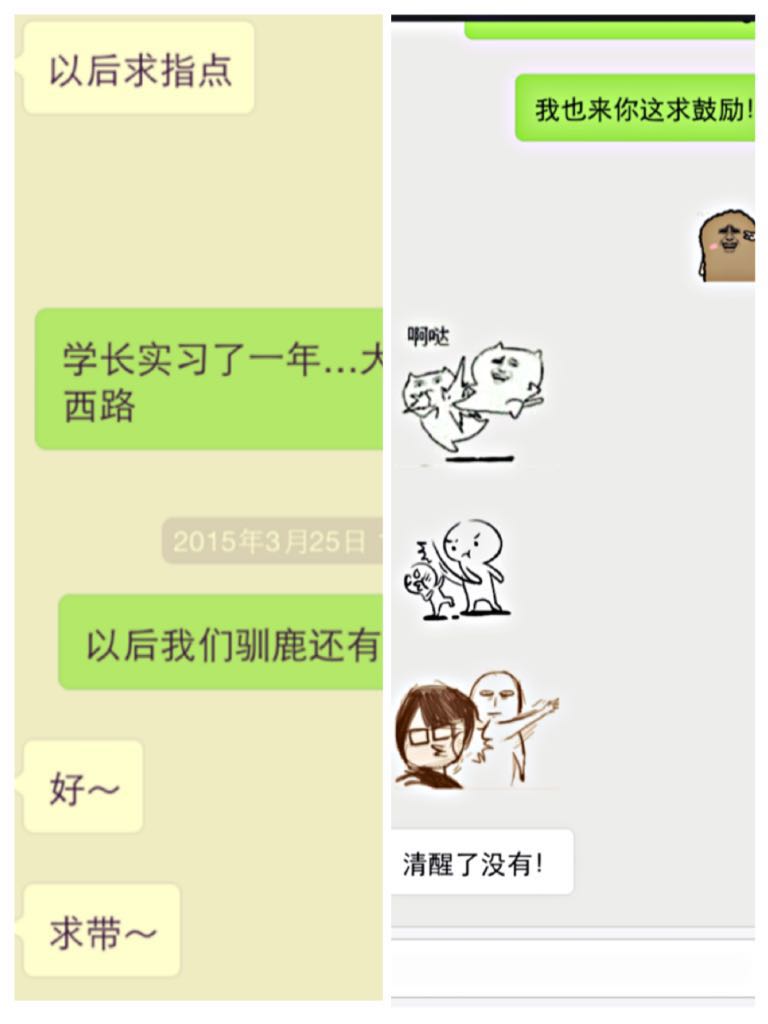 以后求指点
学长实习了一年…大
西路
2015年3月25日
以后我们驯鹿还有
好～
求带～
我也来你这求鼓励!
啊哒
清醒了没有!